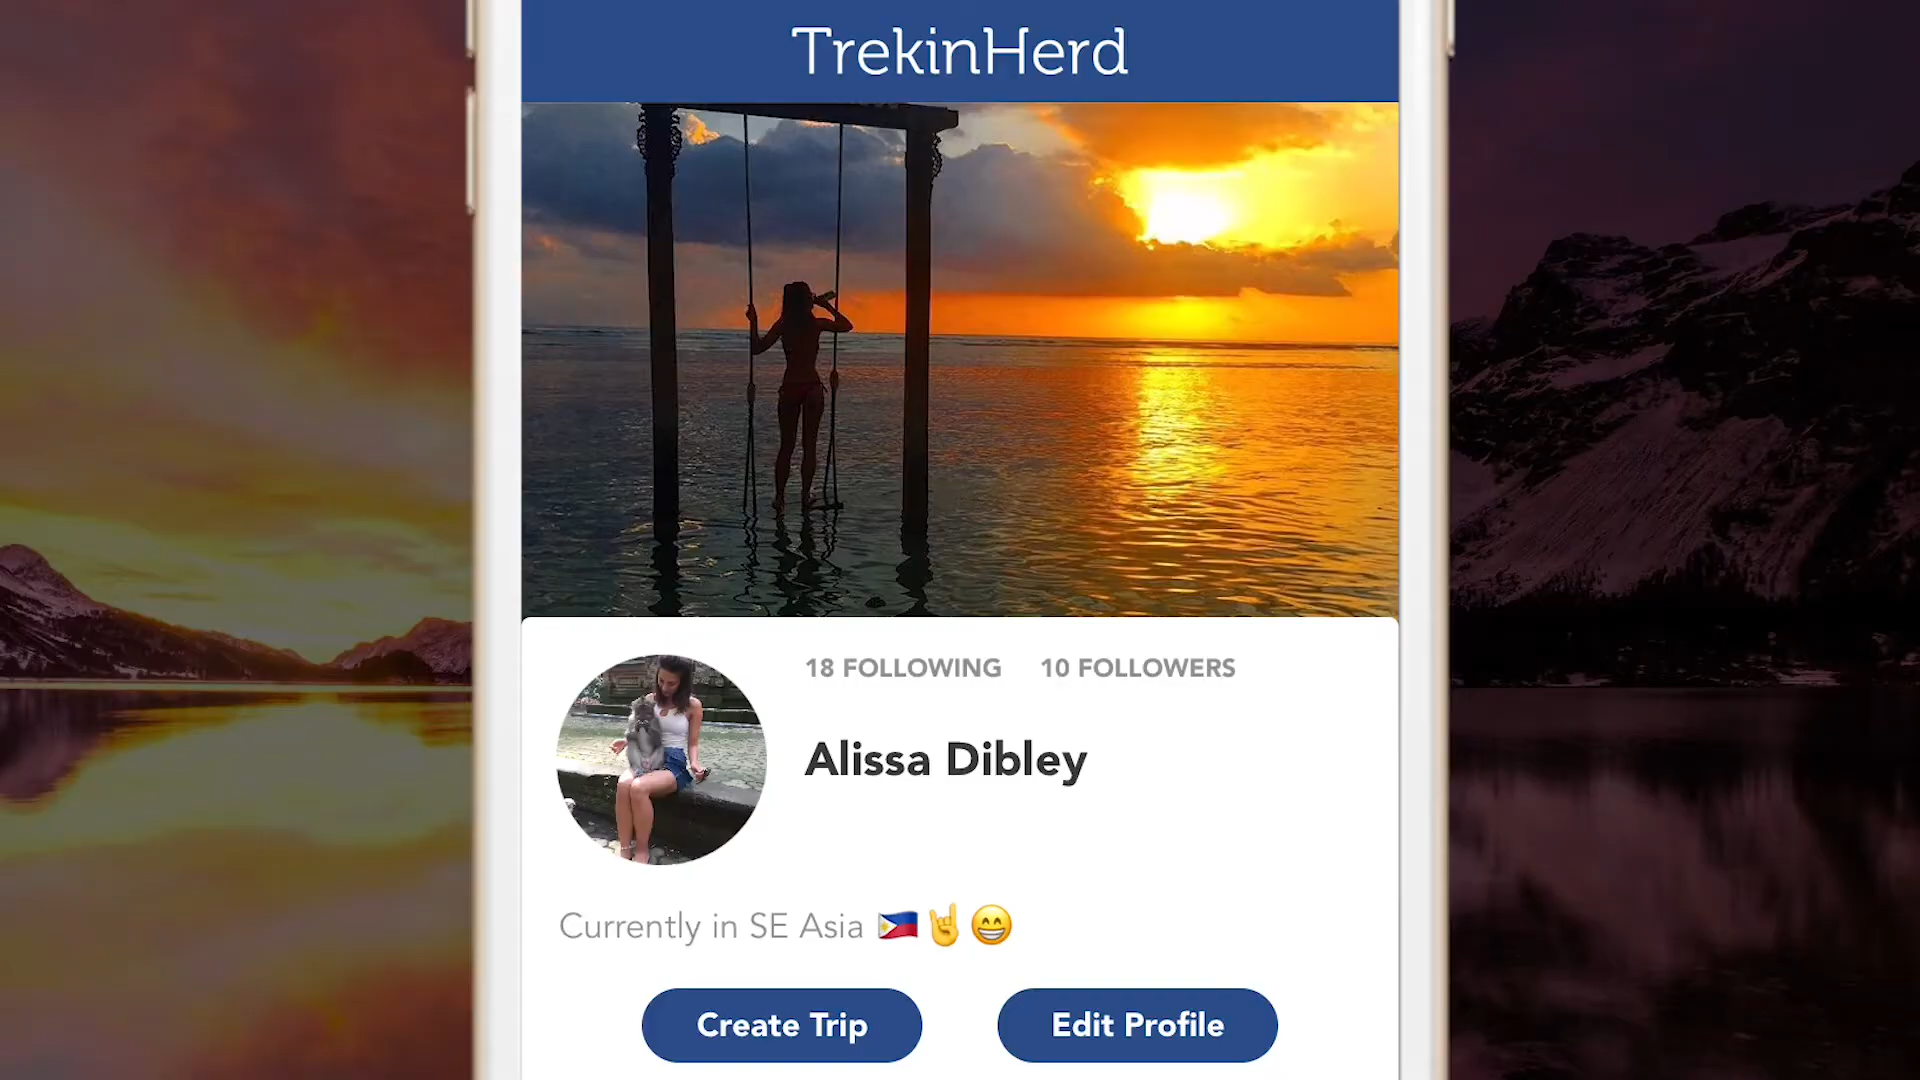 TrekinHerd
18 FOLLOWING 10 FOLLOWERS
Alissa Dibley
Currently in SE Asia 🇵🇭🤘😁
Create Trip Edit Profile